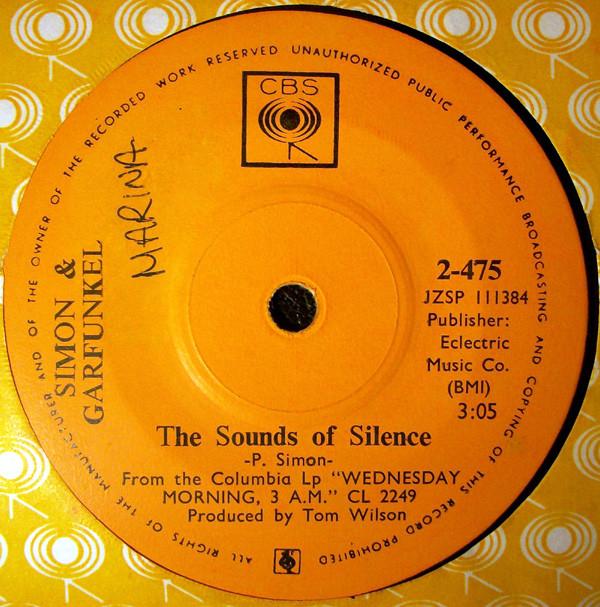 ALL RIGHTS OF THE MANUFACTURER AND OF THE OWNER OF THE RECORDED WORK RESERVED UNAUTHORIZED PUBLIC PERFORMANCE BROADCASTING AND COPYING OF THIS RECORD PROHIBITED
CBS
MARINA
SIMON &
GARFUNKEL
2-475
JZSP 111384
Publisher:
Eclectric
Music Co.
(BMI)
3:05
The Sounds of Silence
-P. Simon-
From the Columbia Lp "WEDNESDAY
MORNING, 3 A.M." CL 2249
Produced by Tom Wilson